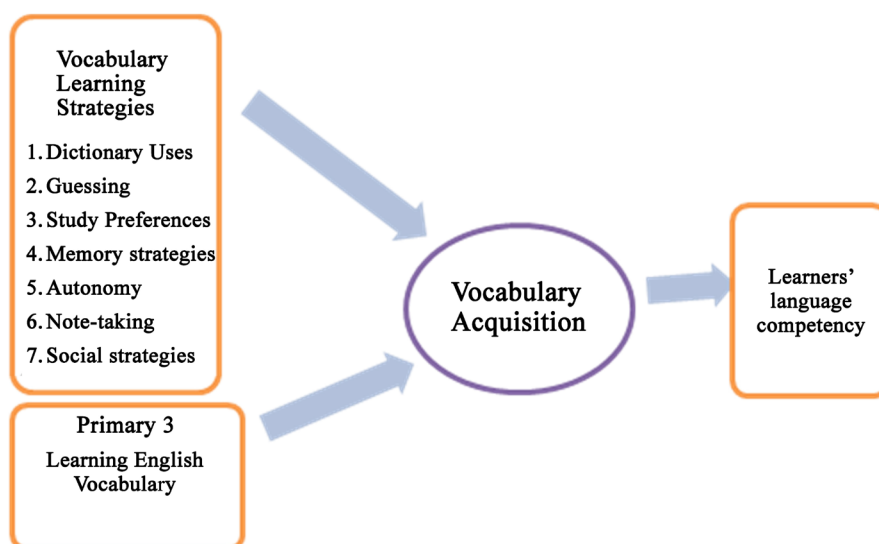 Vocabulary
Learning
Strategies
1. Dictionary Uses
2. Guessing
3. Study Preferences
4. Memory strategies
5. Autonomy
6. Note-taking
7. Social strategies
Primary 3
Learning English
Vocabulary
Vocabulary
Acquisition
Learners’
language
competency